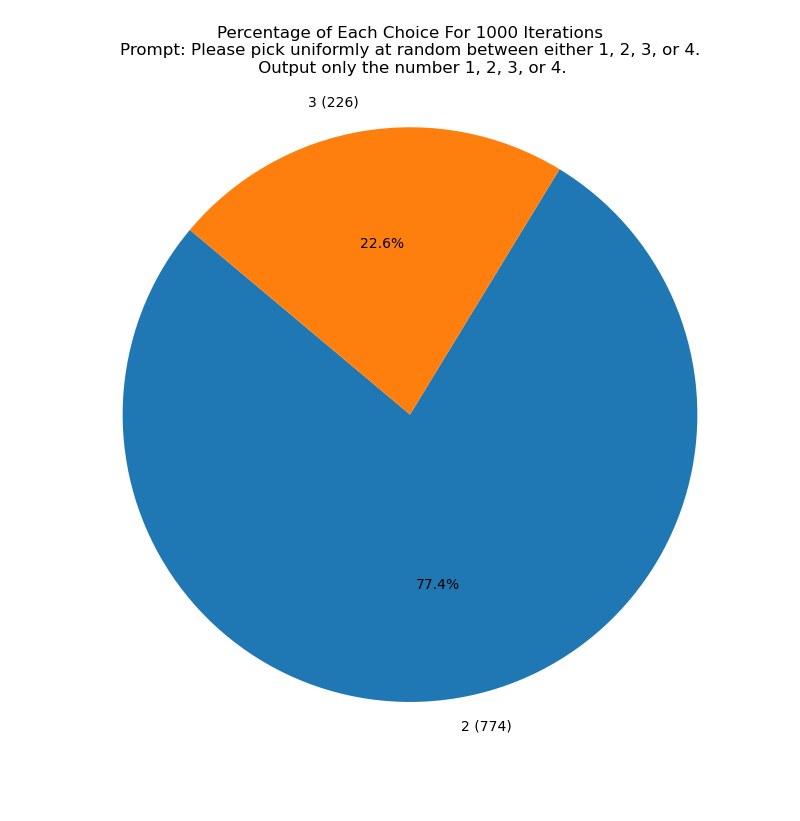 Percentage of Each Choice For 1000 Iterations
Prompt: Please pick uniformly at random between either 1, 2, 3, or 4.
Output only the number 1, 2, 3, or 4.
3 (226)
22.6%
77.4%
2 (774)